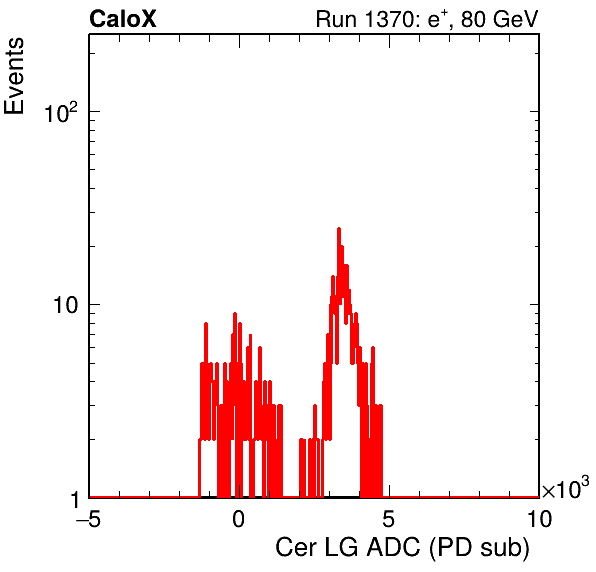 CaloX Run 1370: e⁺, 80 GeV
Events
10²
10
1
−5 0 5 10
×10³
Cer LG ADC (PD sub)